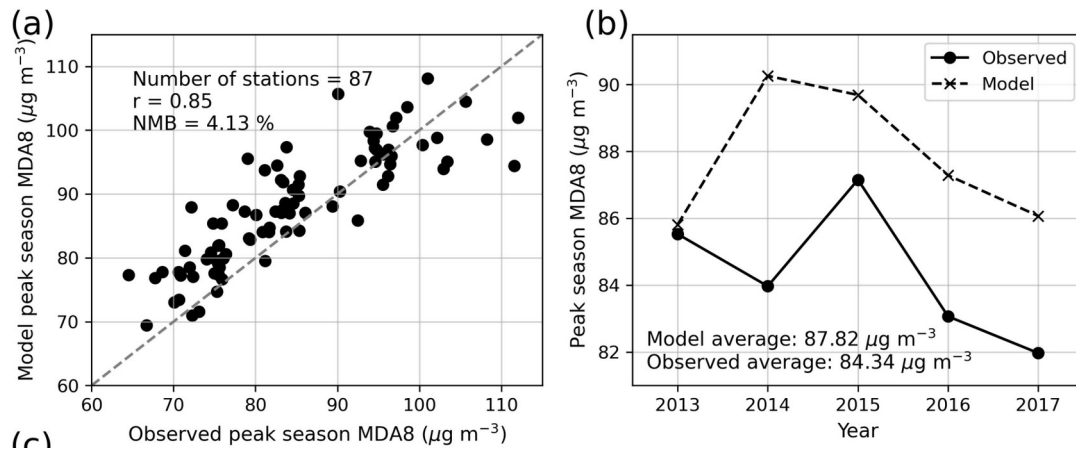 (a)
Model peak season MDA8 (μg m⁻³)
110
100
90
80
70
60
Number of stations = 87
r = 0.85
NMB = 4.13 %
60 70 80 90 100 110
Observed peak season MDA8 (μg m⁻³)
(b)
Peak season MDA8 (μg m⁻³)
90
88
86
84
82
Observed
Model
Model average: 87.82 μg m⁻³
Observed average: 84.34 μg m⁻³
2013 2014 2015 2016 2017
Year
(c)